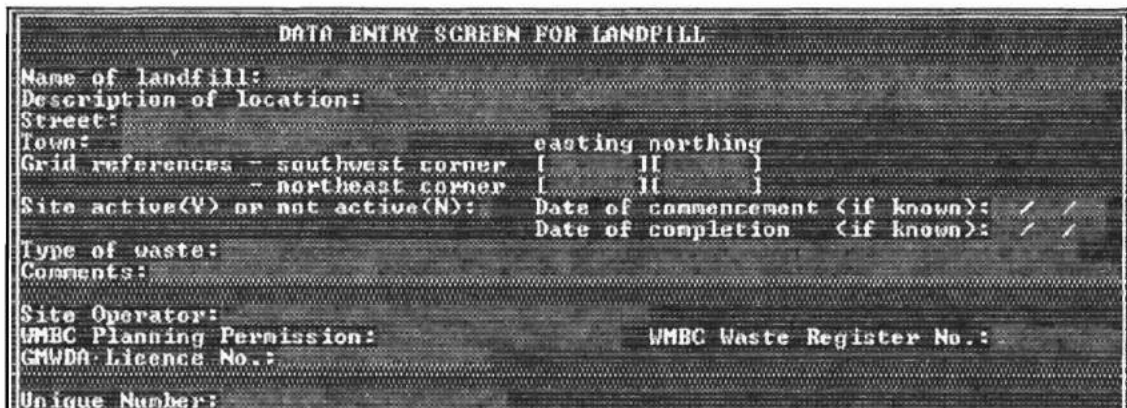 DATA ENTRY SCREEN FOR LANDFILL
Name of landfill:
Description of location:
Street:
Town:
easting northing
Grid references - southwest corner [ ][ ]
- northeast corner [ ][ ]
Site active(Y) or not active(N): Date of commencement (if known): / /
Date of completion (if known): / /
Type of waste:
Comments:
Site Operator:
WMBC Planning Permission: WMBC Waste Register No.:
GMWDA Licence No.:
Unique Number: